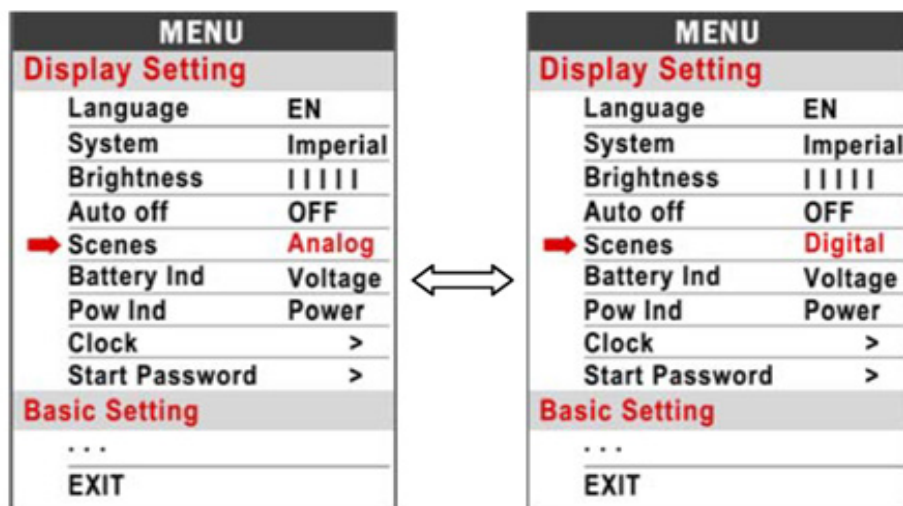 MENU
Display Setting
Language EN
System Imperial
Brightness | | | | |
Auto off OFF
Scenes Analog
Battery Ind Voltage
Pow Ind Power
Clock >
Start Password >
Basic Setting
. . .
EXIT
MENU
Display Setting
Language EN
System Imperial
Brightness | | | | |
Auto off OFF
Scenes Digital
Battery Ind Voltage
Pow Ind Power
Clock >
Start Password >
Basic Setting
. . .
EXIT